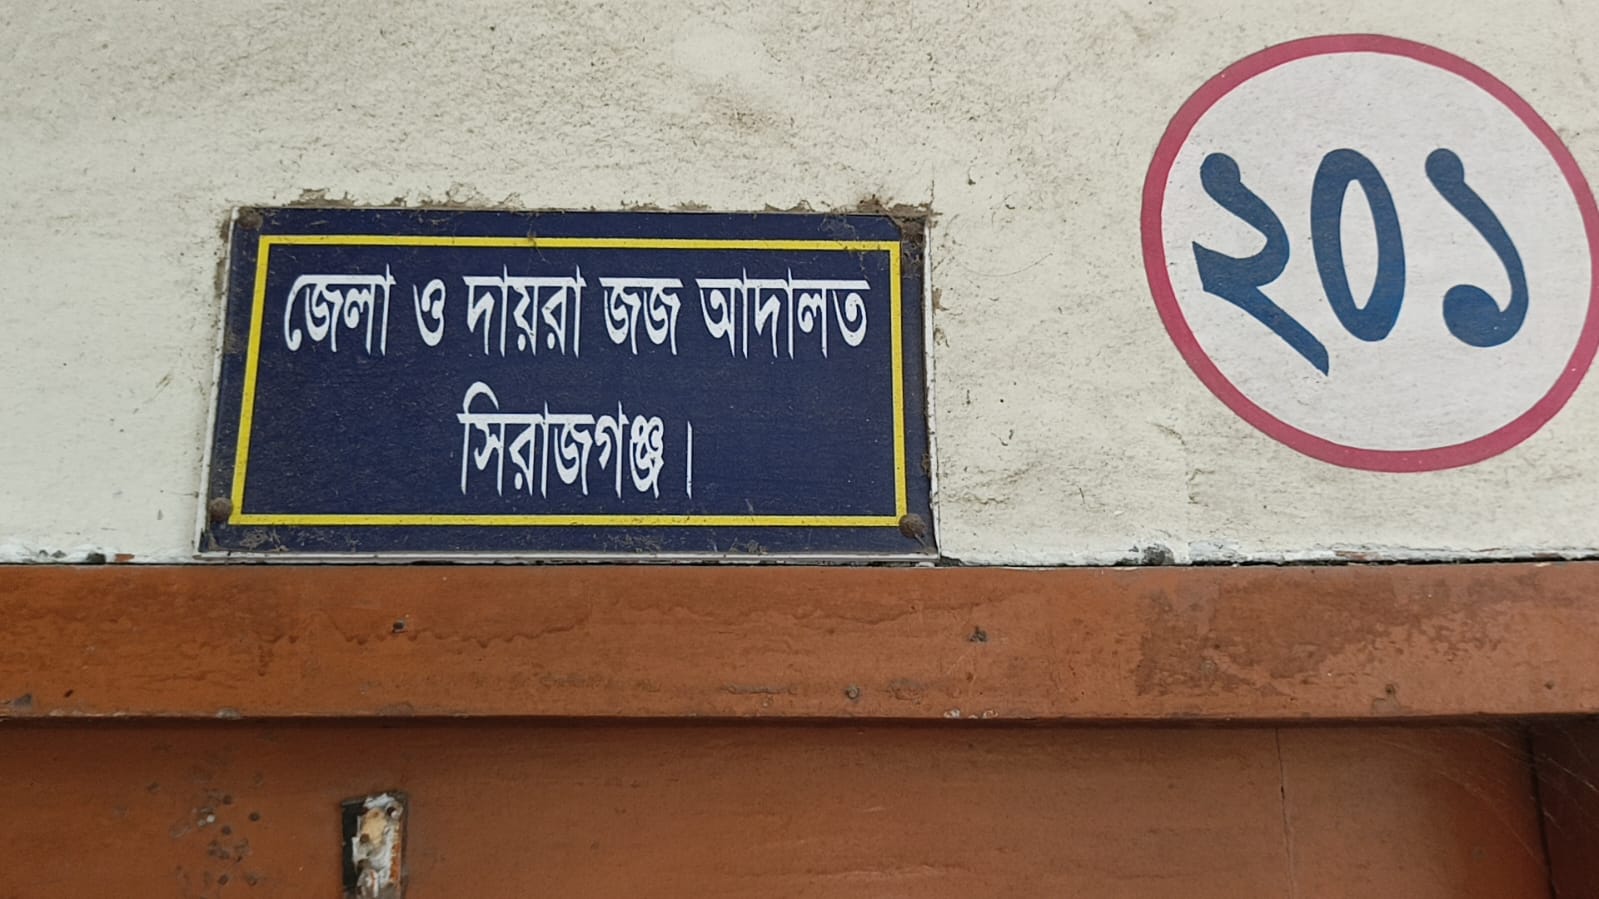 জেলা ও দায়রা জজ আদালত
সিরাজগঞ্জ।
২০১